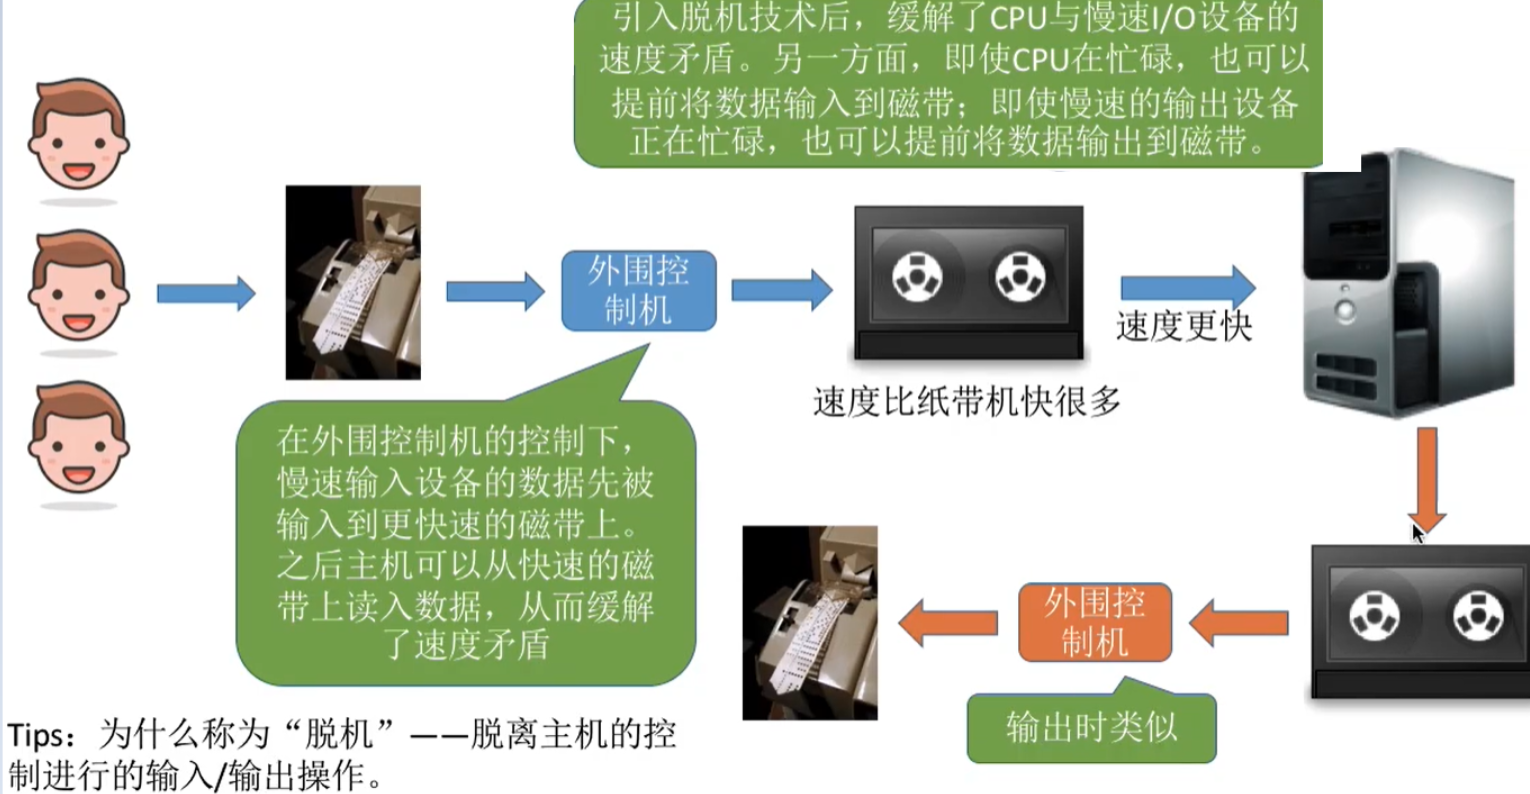 引入脱机技术后，缓解了CPU与慢速I/O设备的
速度矛盾。另一方面，即使CPU在忙碌，也可以
提前将数据输入到磁带；即使慢速的输出设备
正在忙碌，也可以提前将数据输出到磁带。
外围控
制机
速度更快
速度比纸带机快很多
在外围控制机的控制下，
慢速输入设备的数据先被
输入到更快速的磁带上。
之后主机可以从快速的磁
带上读入数据，从而缓解
了速度矛盾
外围控
制机
输出时类似
Tips：为什么称为“脱机”——脱离主机的控
制进行的输入/输出操作。